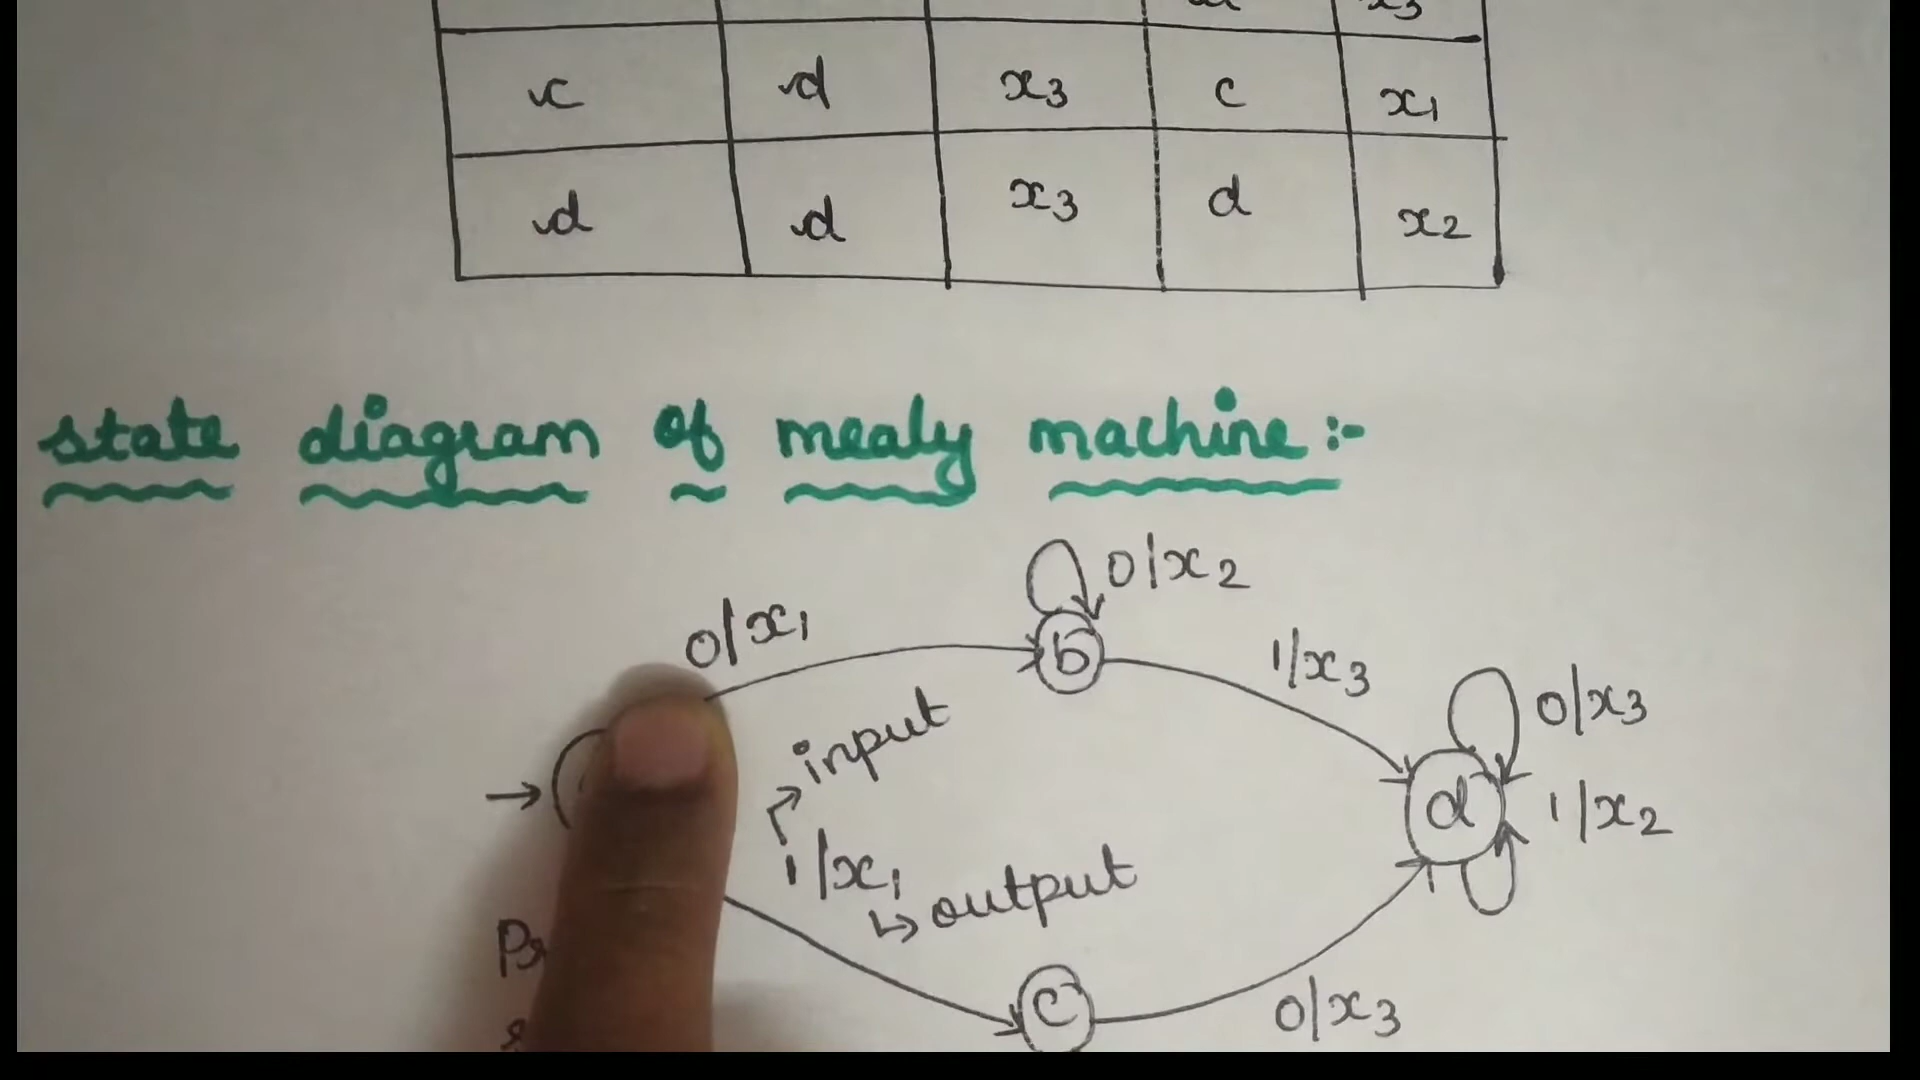 x3
c d x3 c x1
d d x3 d x2
state diagram of mealy machine:-
0/x2
0/x1
b
1/x3
0/x3
input
d
1/x2
1/x1
output
c
0/x3